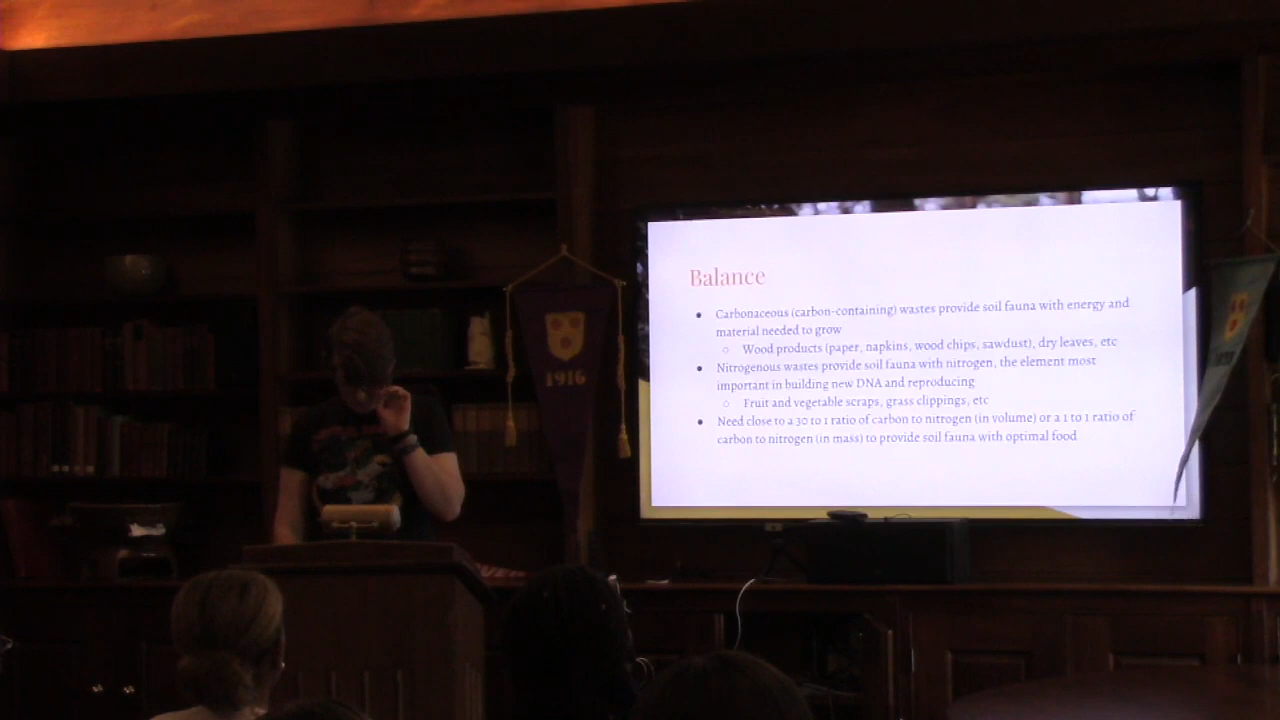 Balance
● Carbonaceous (carbon-containing) wastes provide soil fauna with energy and
material needed to grow
○ Wood products (paper, napkins, wood chips, sawdust), dry leaves, etc
● Nitrogenous wastes provide soil fauna with nitrogen, the element most
important in building new DNA and reproducing
○ Fruit and vegetable scraps, grass clippings, etc
● Need close to a 30 to 1 ratio of carbon to nitrogen (in volume) or a 1 to 1 ratio of
carbon to nitrogen (in mass) to provide soil fauna with optimal food
1916